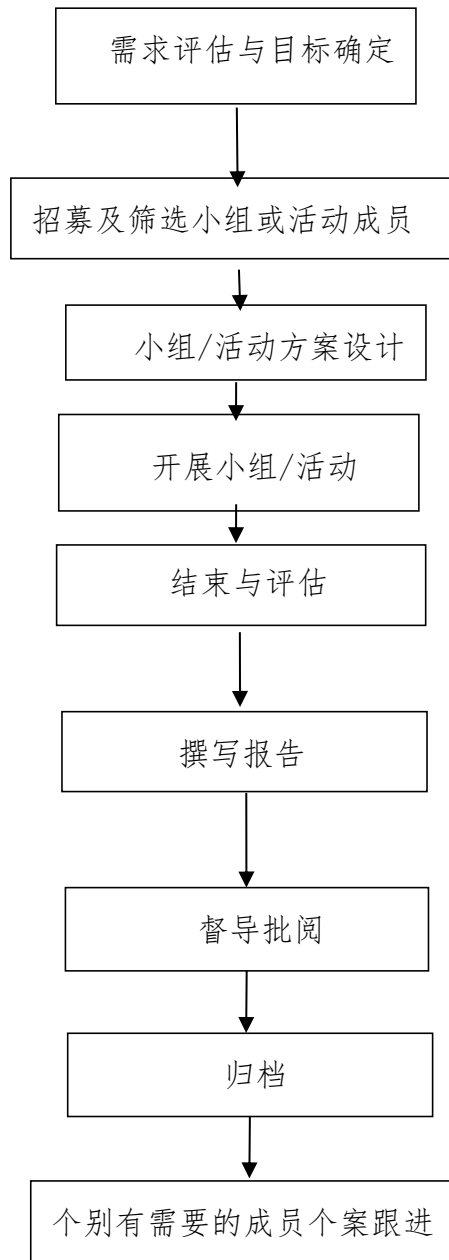 需求评估与目标确定
招募及筛选小组或活动成员
小组/活动方案设计
开展小组/活动
结束与评估
撰写报告
督导批阅
归档
个别有需要的成员个案跟进